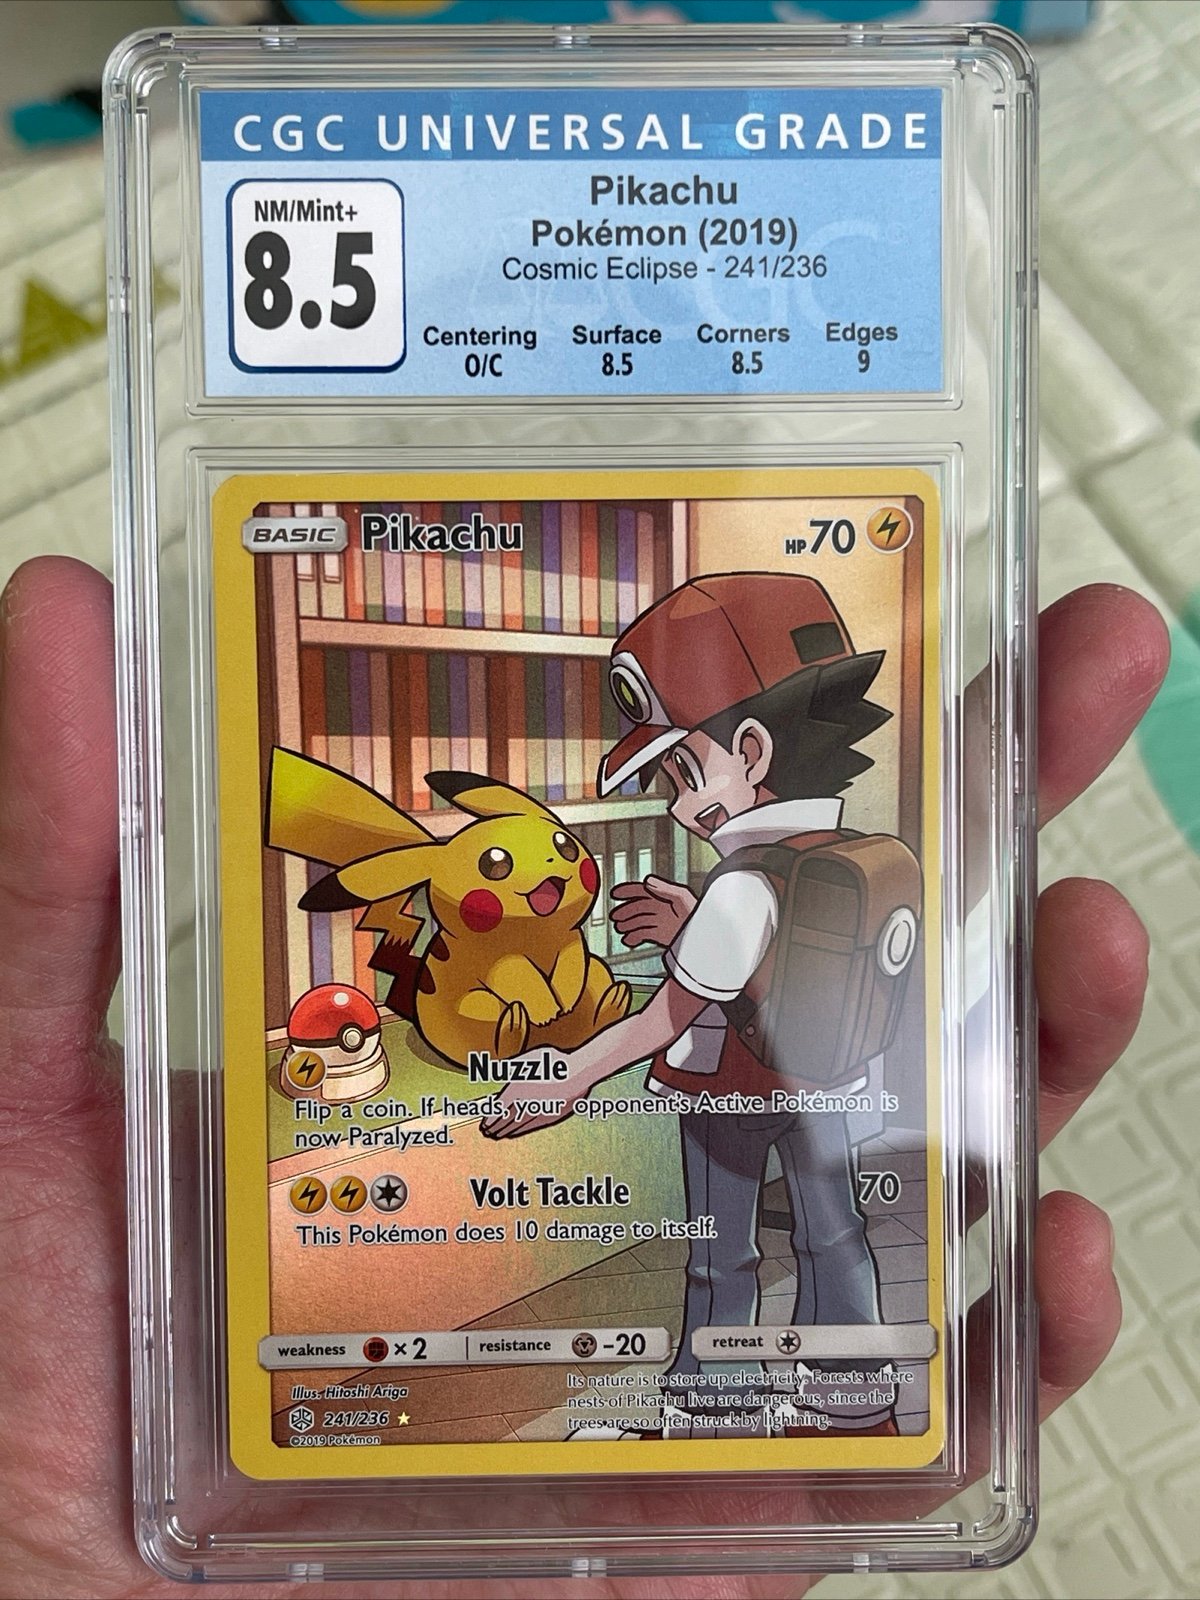 CGC UNIVERSAL GRADE
NM/Mint+
8.5
Pikachu
Pokémon (2019)
Cosmic Eclipse - 241/236
Centering Surface Corners Edges
O/C 8.5 8.5 9
BASIC Pikachu HP 70
Nuzzle
Flip a coin. If heads, your opponent's Active Pokémon is
now Paralyzed.
Volt Tackle 70
This Pokémon does 10 damage to itself.
weakness ×2 resistance -20 retreat
Illus. Hitoshi Ariga
241/236
©2019 Pokémon
Its nature is to store up electricity. Forests where
nests of Pikachu live are dangerous, since the
trees are so often struck by lightning.